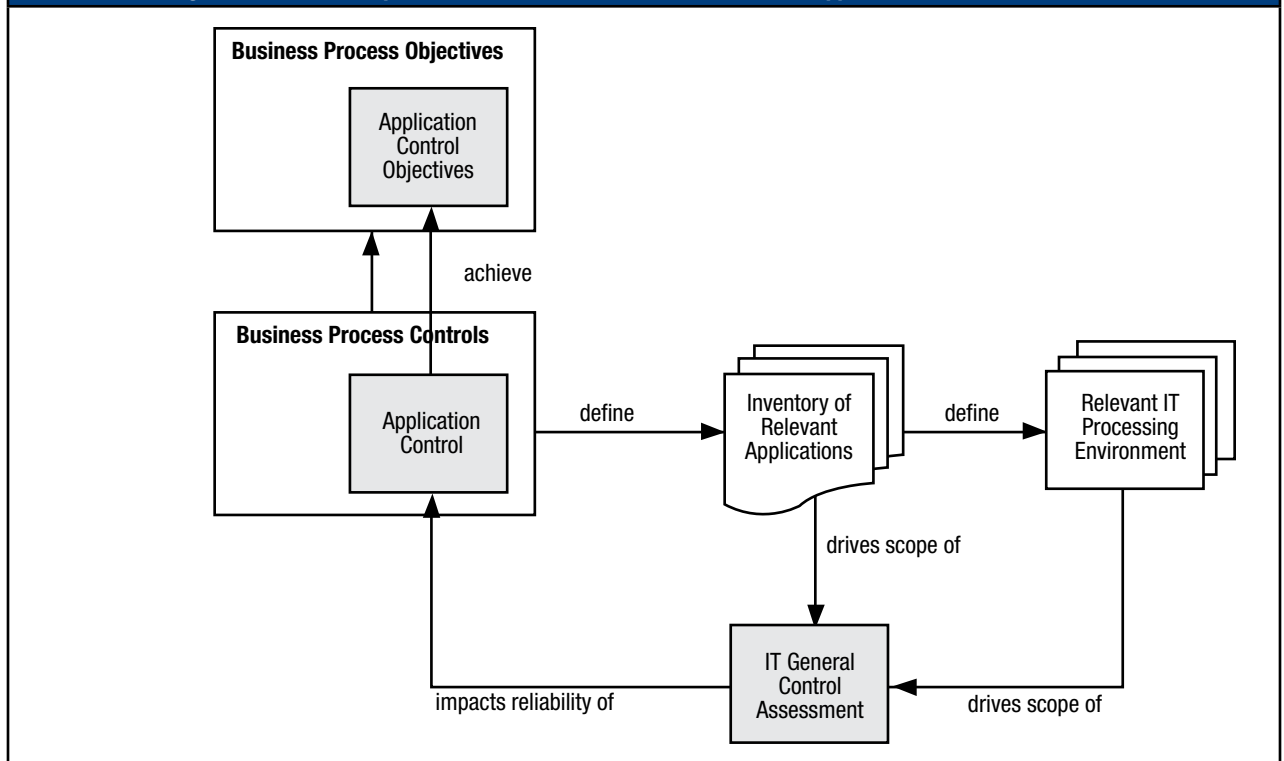 Business Process Objectives
Application
Control
Objectives
achieve
Business Process Controls
Application
Control
define
Inventory of
Relevant
Applications
define
Relevant IT
Processing
Environment
drives scope of
IT General
Control
Assessment
impacts reliability of
drives scope of